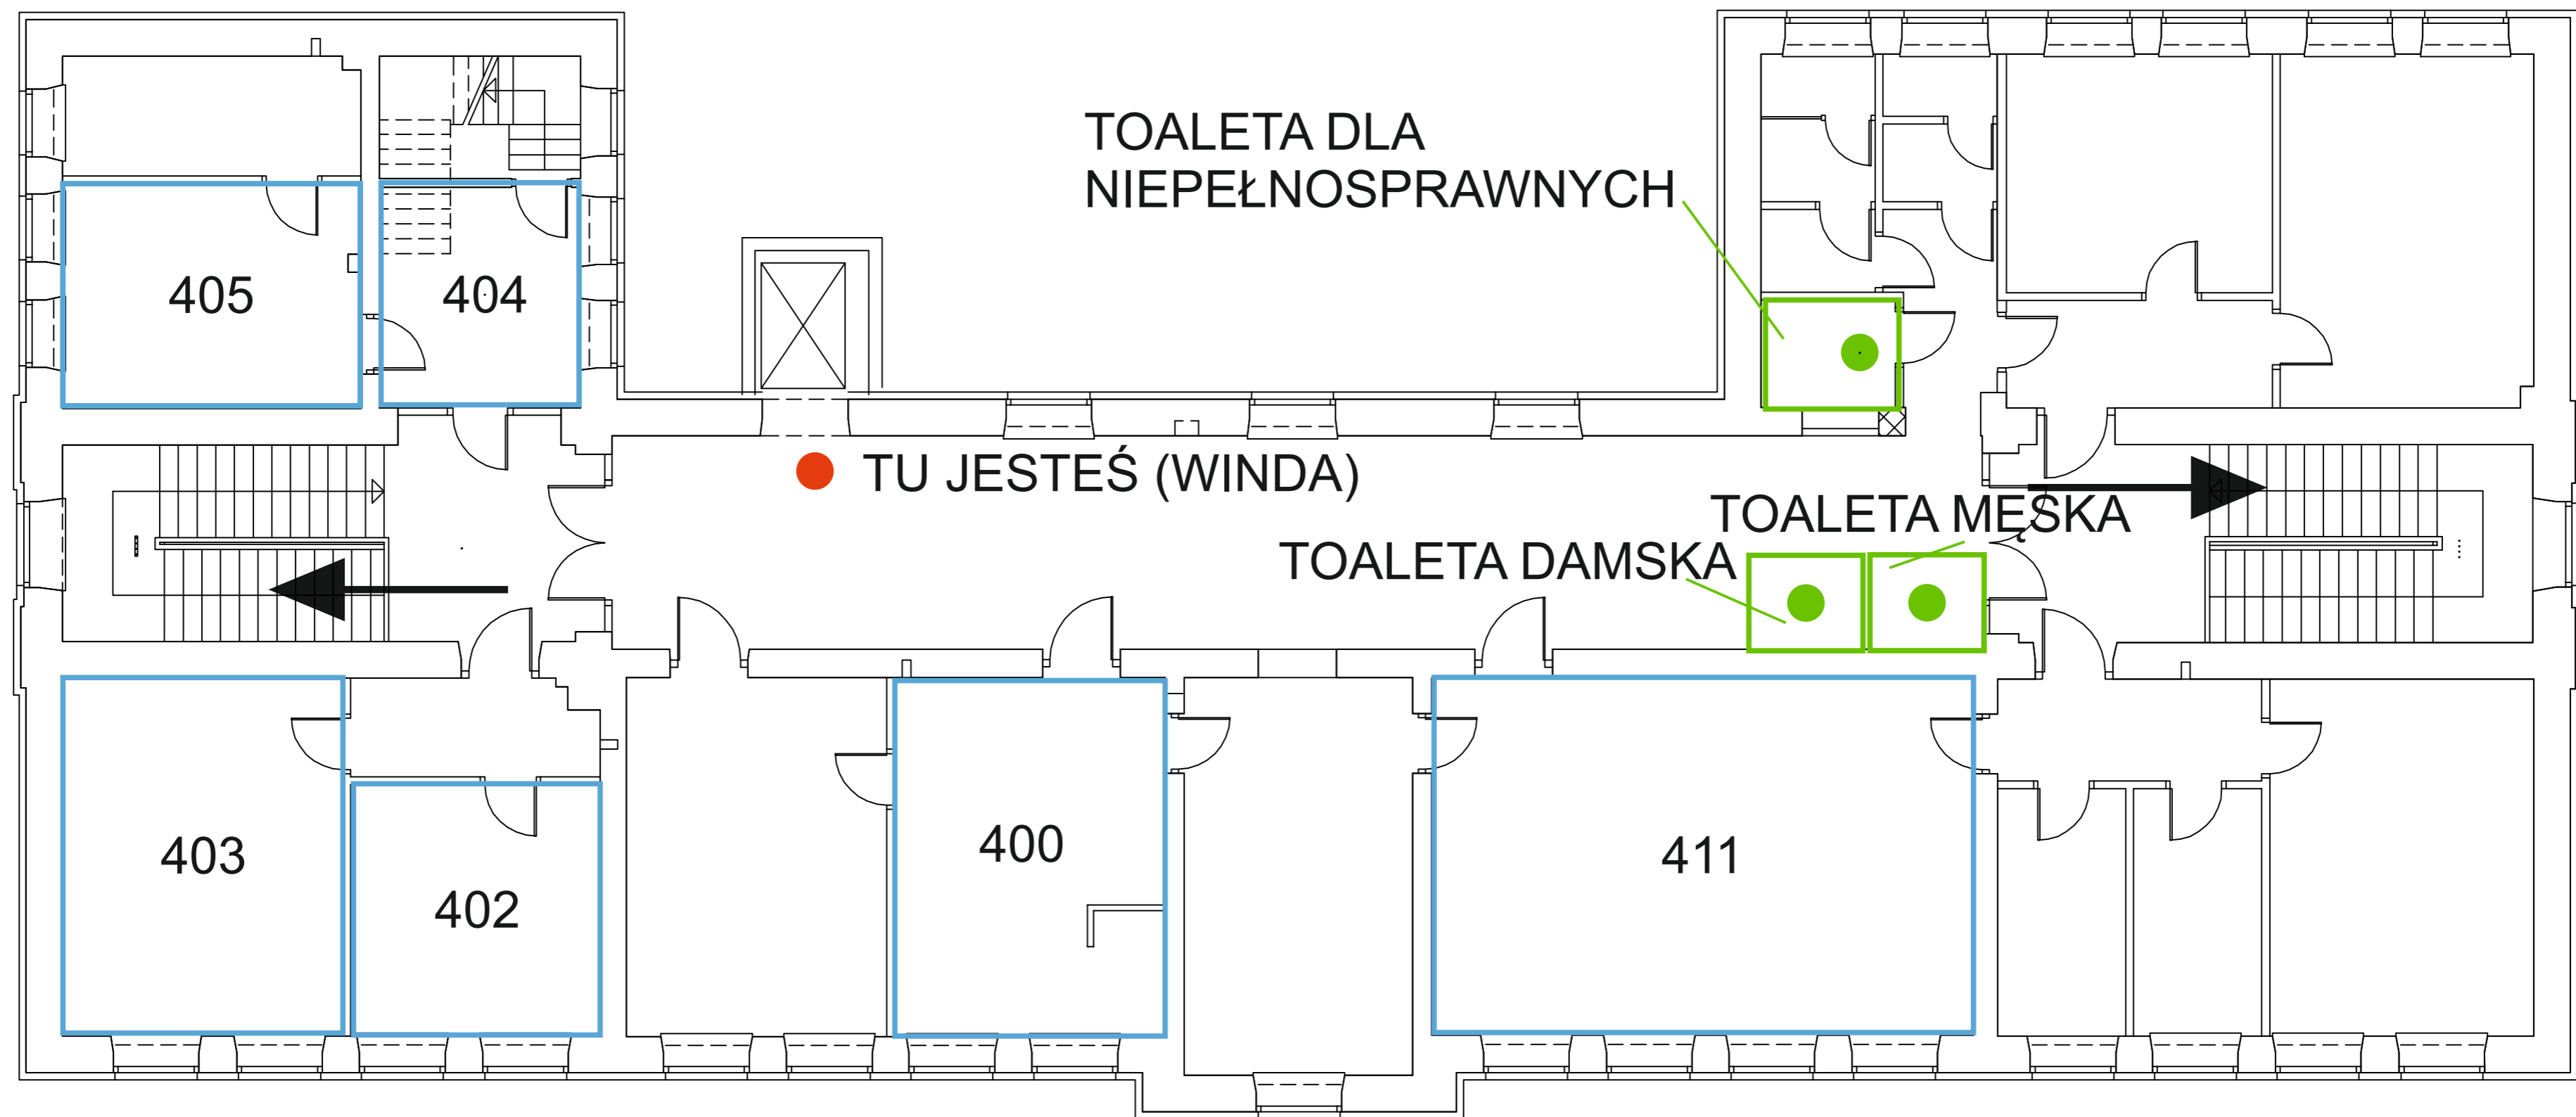 TOALETA DLA
NIEPEŁNOSPRAWNYCH
405
404
TU JESTEŚ (WINDA)
TOALETA MĘSKA
TOALETA DAMSKA
403
402
400
411